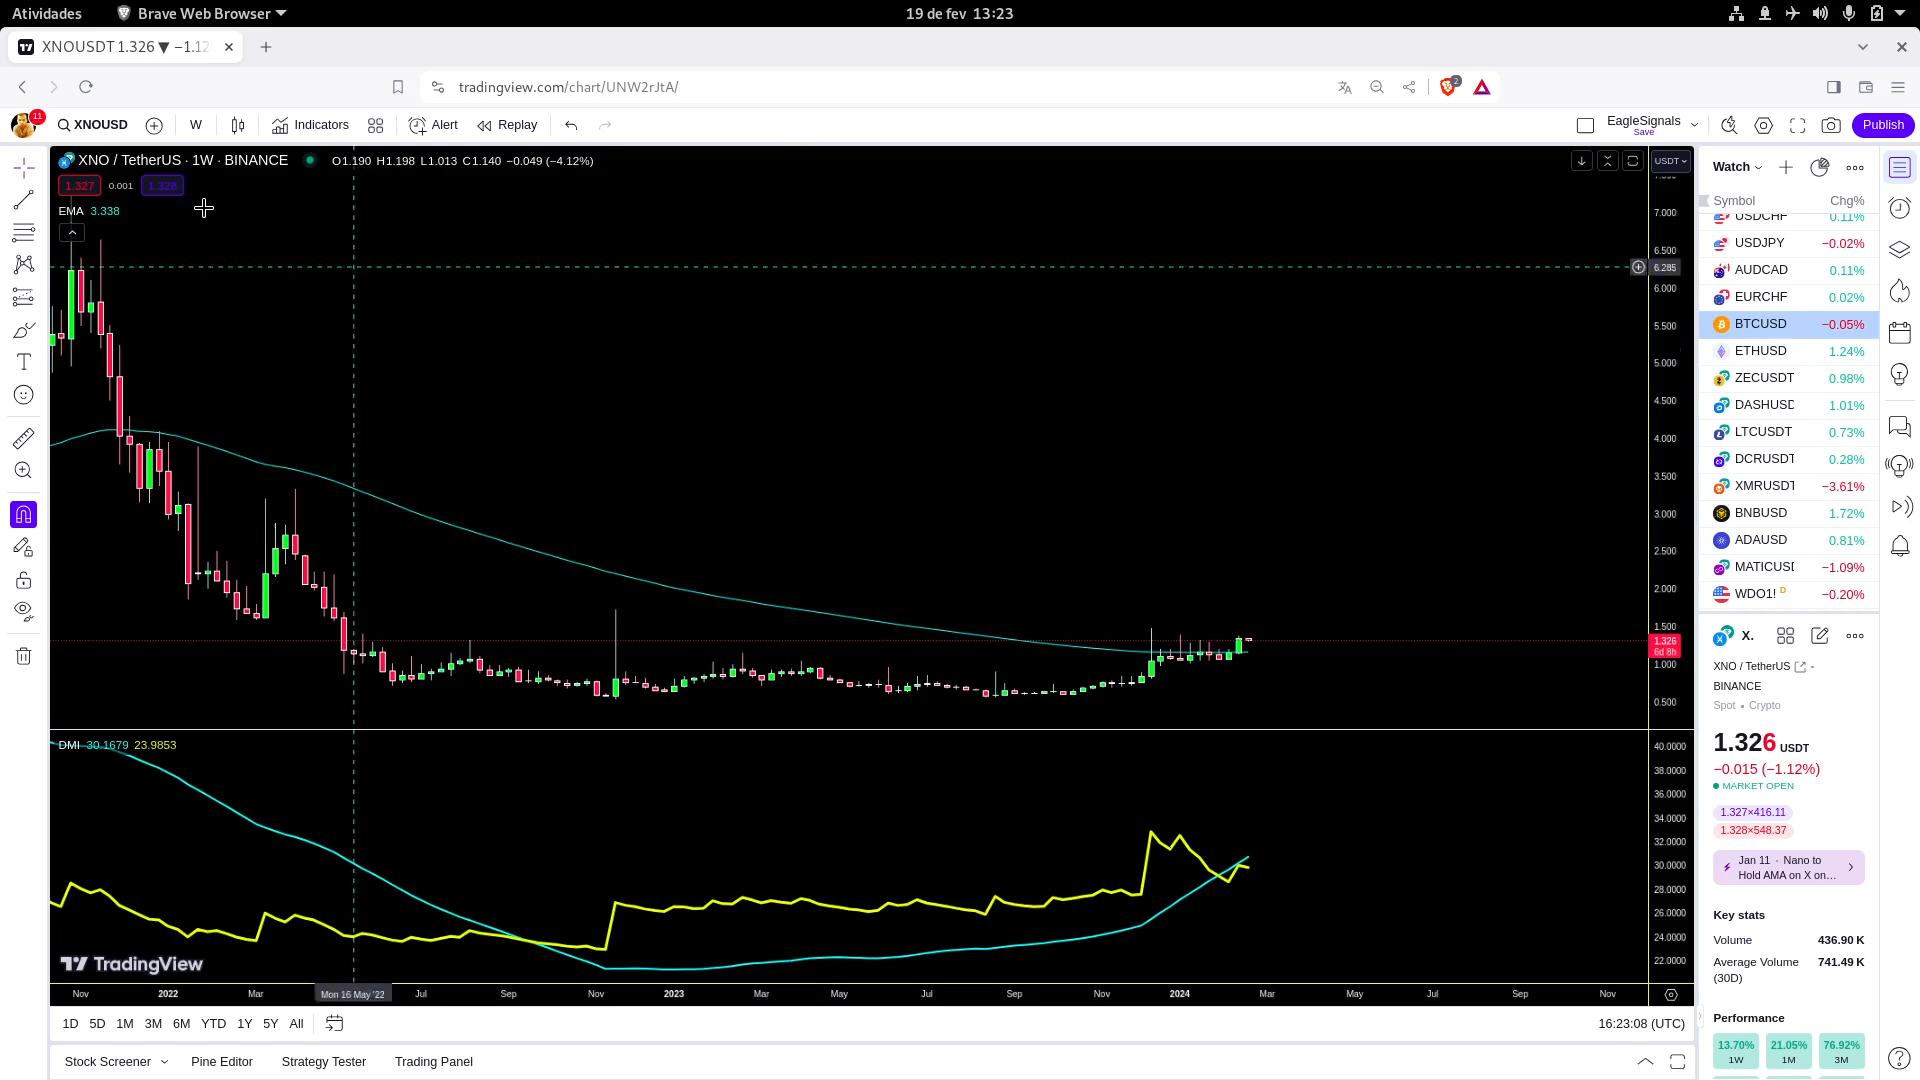 Atividades
Brave Web Browser
19 de fev 13:23
XNOUSDT 1.326 ▼ −1.12
tradingview.com/chart/UNW2rJtA/
2
11
XNOUSD
W
Indicators
Alert
Replay
EagleSignals
Save
Publish
XNO / TetherUS · 1W · BINANCE
O1.190 H1.198 L1.013 C1.140 −0.049 (−4.12%)
USDT
1.327 0.001 1.328
EMA 3.338
7.000
6.500
6.285
6.000
5.500
5.000
4.500
4.000
3.500
3.000
2.500
2.000
1.500
1.326
6d 8h
1.000
0.500
DMI 30.1679 23.9853
40.0000
38.0000
36.0000
34.0000
32.0000
30.0000
28.0000
26.0000
24.0000
22.0000
TradingView
Nov 2022 Mar Mon 16 May '22 Jul Sep Nov 2023 Mar May Jul Sep Nov 2024 Mar May Jul Sep Nov
1D 5D 1M 3M 6M YTD 1Y 5Y All
16:23:08 (UTC)
Stock Screener Pine Editor Strategy Tester Trading Panel
Watch
Symbol Chg%
USDCHF 0.11%
USDJPY −0.02%
AUDCAD 0.11%
EURCHF 0.02%
BTCUSD −0.05%
ETHUSD 1.24%
ZECUSDT 0.98%
DASHUSD 1.01%
LTCUSDT 0.73%
DCRUSDT 0.28%
XMRUSDT −3.61%
BNBUSD 1.72%
ADAUSD 0.81%
MATICUSD −1.09%
WDO1! D −0.20%
X.
XNO / TetherUS
BINANCE
Spot • Crypto
1.326 USDT
−0.015 (−1.12%)
MARKET OPEN
1.327×416.11
1.328×548.37
Jan 11 · Nano to
Hold AMA on X on...
Key stats
Volume 436.90 K
Average Volume 741.49 K
(30D)
Performance
13.70% 21.05% 76.92%
1W 1M 3M